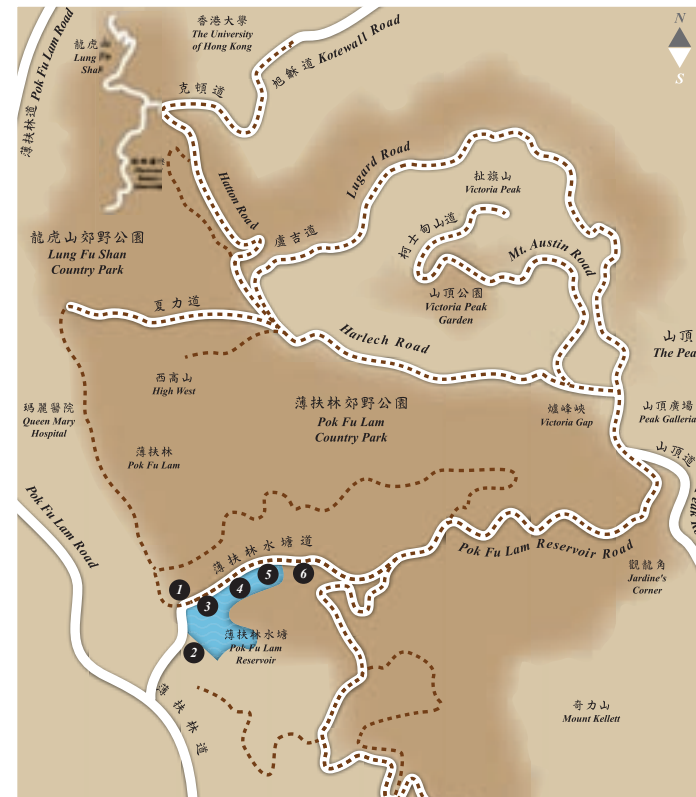 香港大學
The University
of Hong Kong
N
S
旭龢道 Kotewall Road
薄扶林道 Pok Fu Lam Road
龍虎
Lung
克頓道
Hatton Road
Lugard Road
盧吉道
扯旗山
Victoria Peak
柯士甸山道
Mt. Austin Road
山頂公園
Victoria Peak
Garden
龍虎山郊野公園
Lung Fu Shan
Country Park
夏力道
Harlech Road
山頂
The Pea
西高山
High West
薄扶林郊野公園
Pok Fu Lam
Country Park
爐峰峽
Victoria Gap
山頂廣場
Peak Galleria
瑪麗醫院
Queen Mary
Hospital
山頂道
薄扶林
Pok Fu Lam
Pok Fu Lam Road
薄扶林水塘道
Pok Fu Lam Reservoir Road
觀龍角
Jardine's
Corner
1
2
3
4
5
6
薄扶林水塘
Pok Fu Lam
Reservoir
薄扶林道
奇力山
Mount Kellett